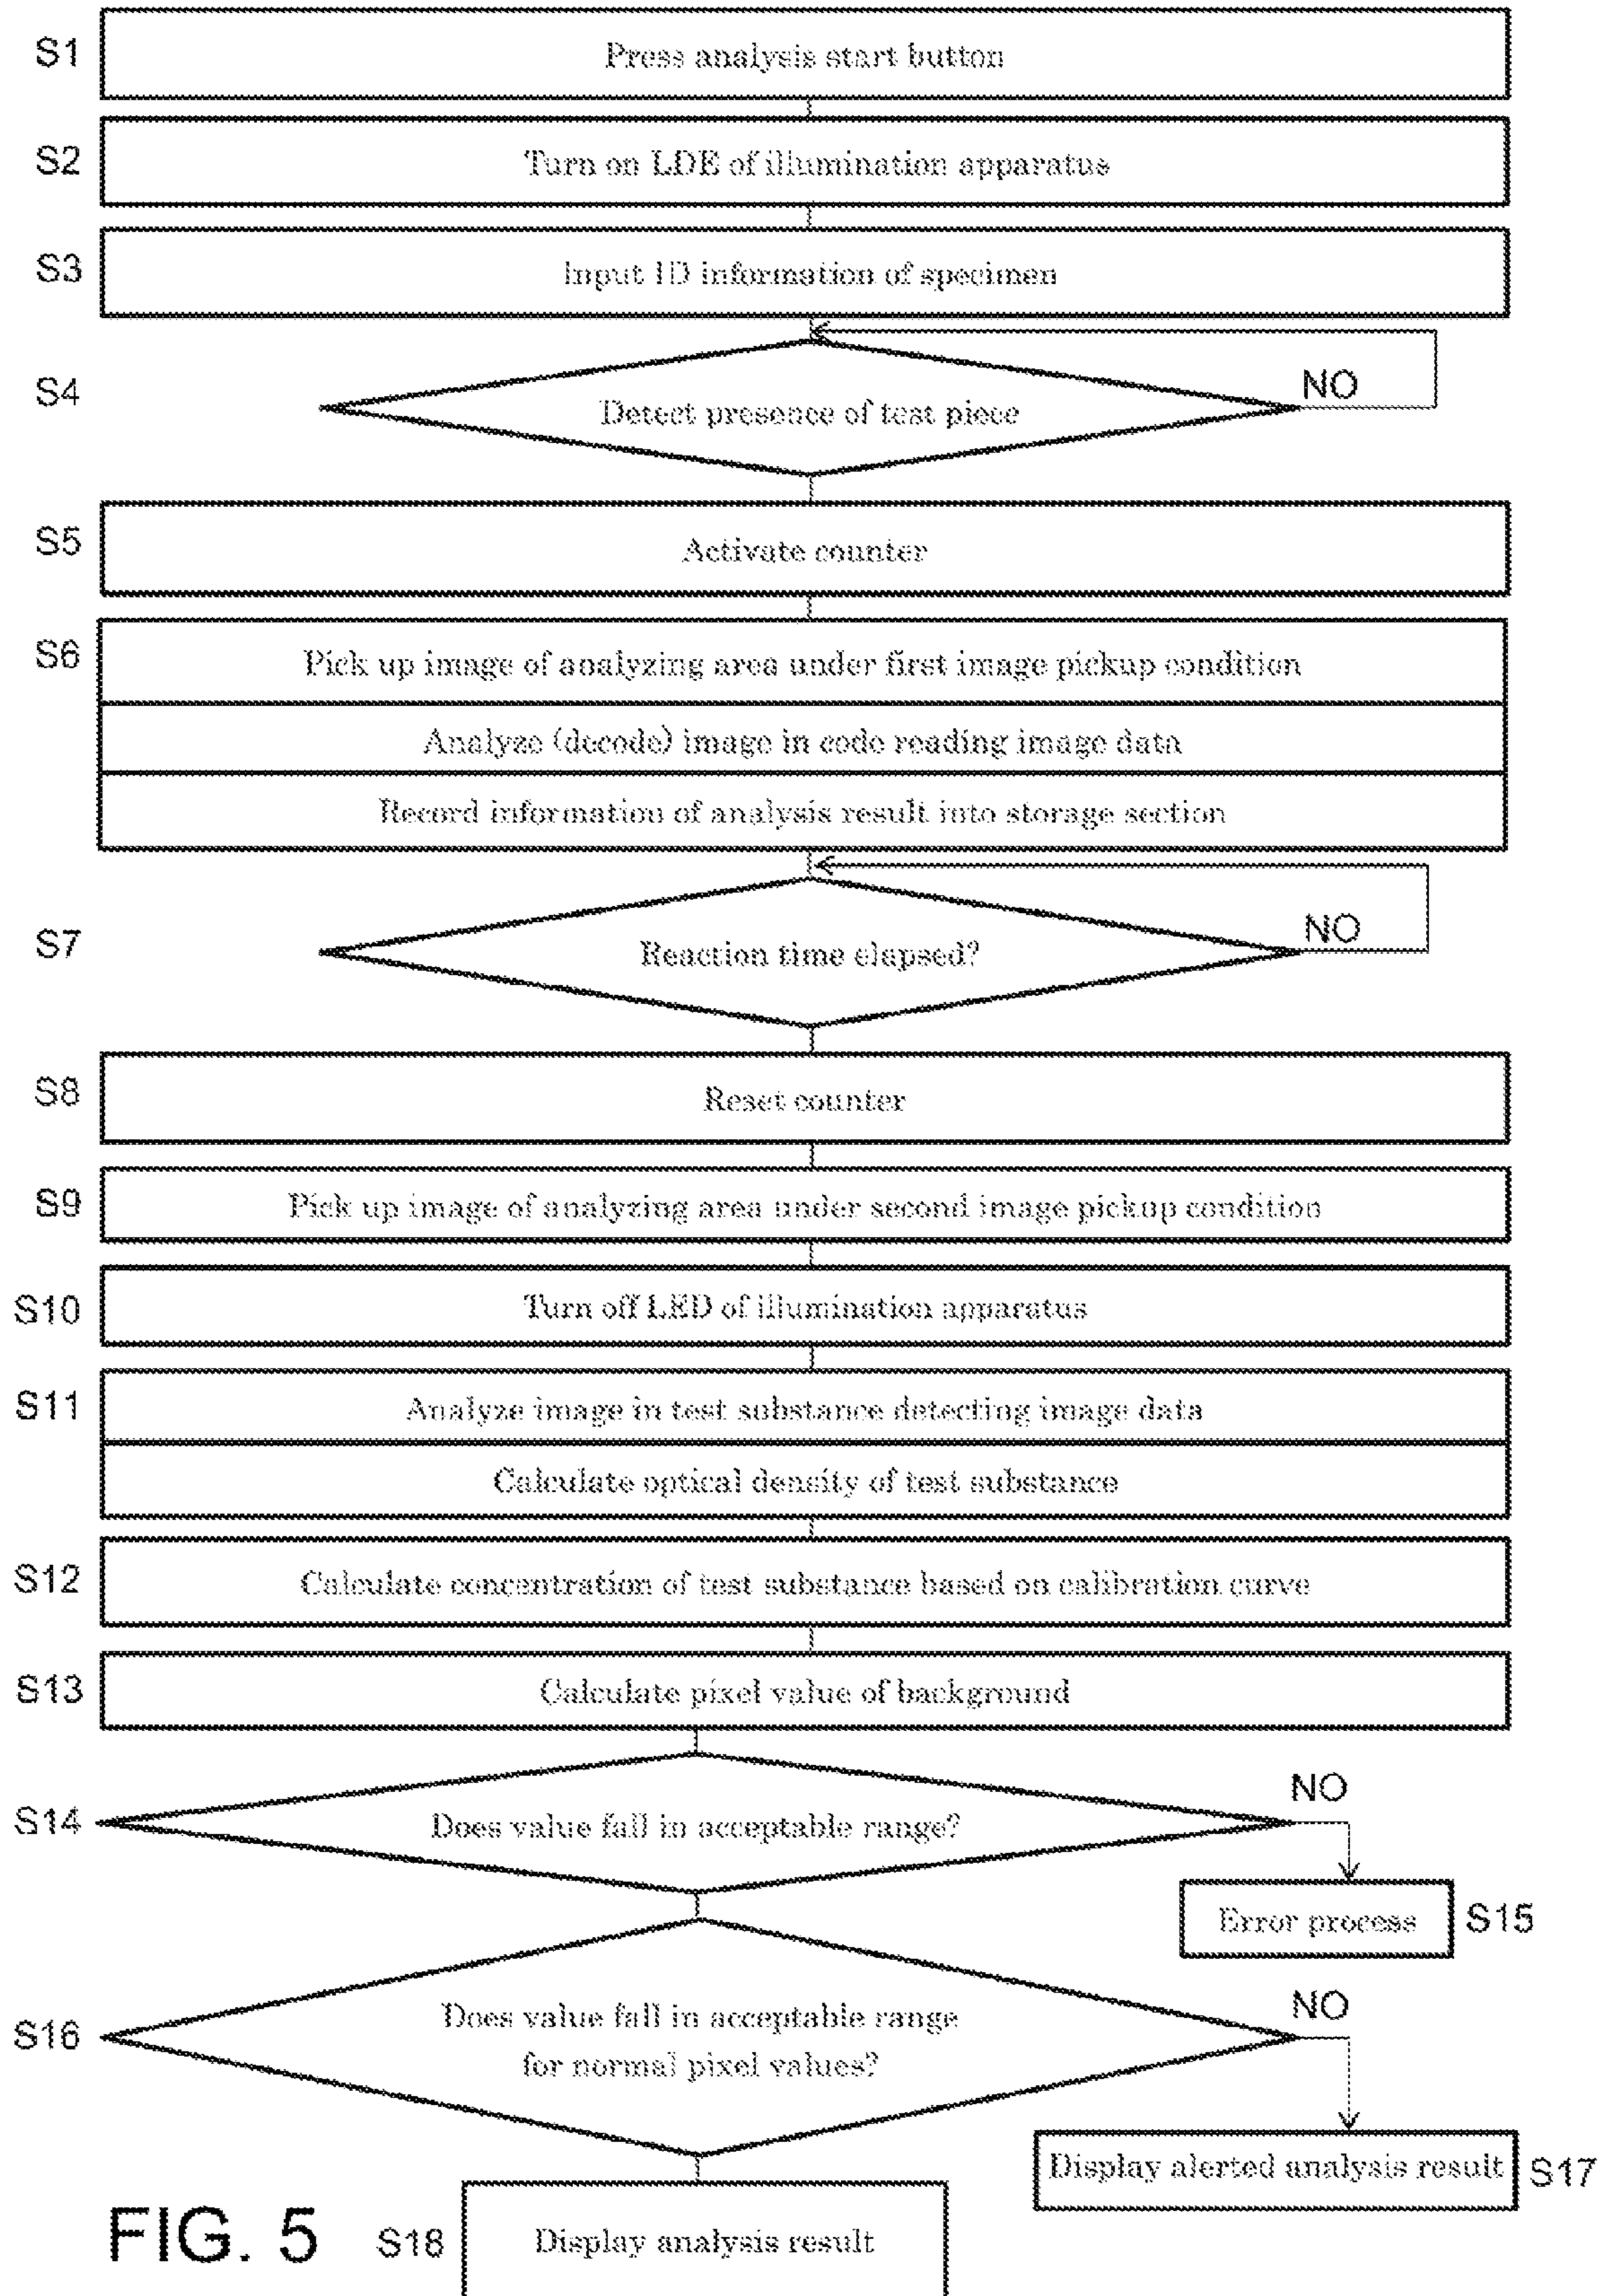 S1 Press analysis start button
S2 Turn on LDE of illumination apparatus
S3 Input ID information of specimen
S4 Detect presence of test piece NO
S5 Activate counter
S6 Pick up image of analyzing area under first image pickup condition
Analyze (decode) image in code reading image data
Record information of analysis result into storage section
S7 Reaction time elapsed? NO
S8 Reset counter
S9 Pick up image of analyzing area under second image pickup condition
S10 Turn off LED of illumination apparatus
S11 Analyze image in test substance detecting image data
Calculate optical density of test substance
S12 Calculate concentration of test substance based on calibration curve
S13 Calculate pixel value of background
S14 Does value fall in acceptable range? NO
Error process S15
S16 Does value fall in acceptable range
for normal pixel values?
NO
Display alerted analysis result S17
FIG. 5 S18 Display analysis result